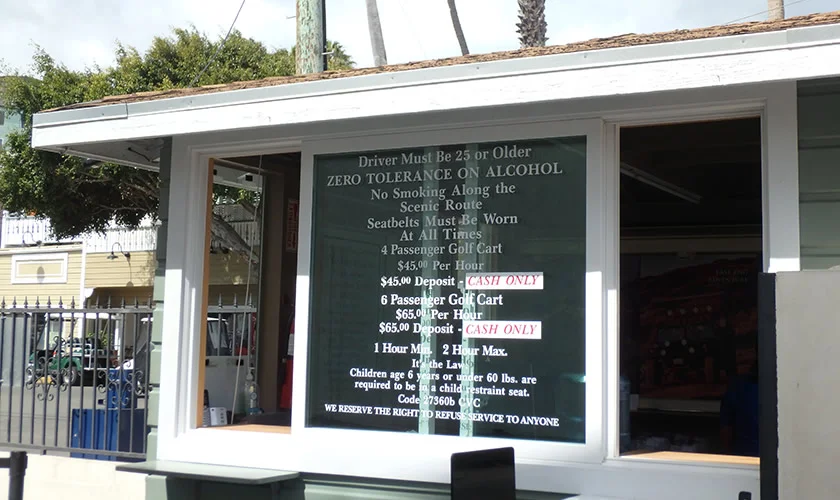 Driver Must Be 25 or Older
ZERO TOLERANCE ON ALCOHOL
No Smoking Along the
Scenic Route
Seatbelts Must Be Worn
At All Times
4 Passenger Golf Cart
$45.00 Per Hour
$45.00 Deposit - CASH ONLY
6 Passenger Golf Cart
$65.00 Per Hour
$65.00 Deposit - CASH ONLY
1 Hour Min. 2 Hour Max.
It's the Law
Children age 6 years or under 60 lbs. are
required to be in a child restraint seat.
Code 27360b CVC
WE RESERVE THE RIGHT TO REFUSE SERVICE TO ANYONE